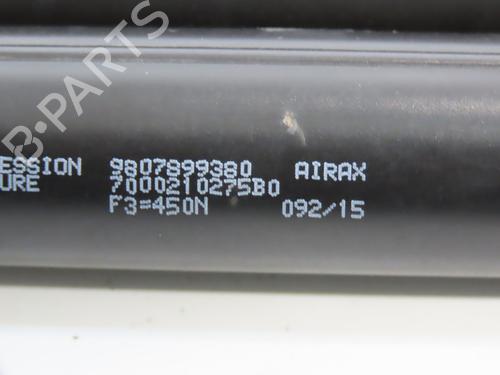 B-PARTS
ESSION 9807899380 AIRAX
URE 7000210275B0
F3=450N 092/15